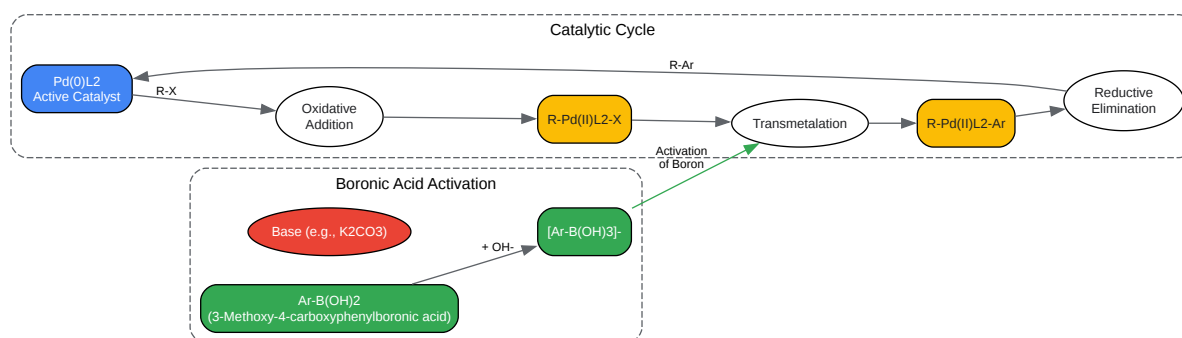 Catalytic Cycle
Pd(0)L2
Active Catalyst
R-X
Oxidative
Addition
R-Pd(II)L2-X
Transmetalation
R-Pd(II)L2-Ar
Reductive
Elimination
R-Ar
Activation
of Boron
Boronic Acid Activation
Base (e.g., K2CO3)
[Ar-B(OH)3]-
+ OH-
Ar-B(OH)2
(3-Methoxy-4-carboxyphenylboronic acid)